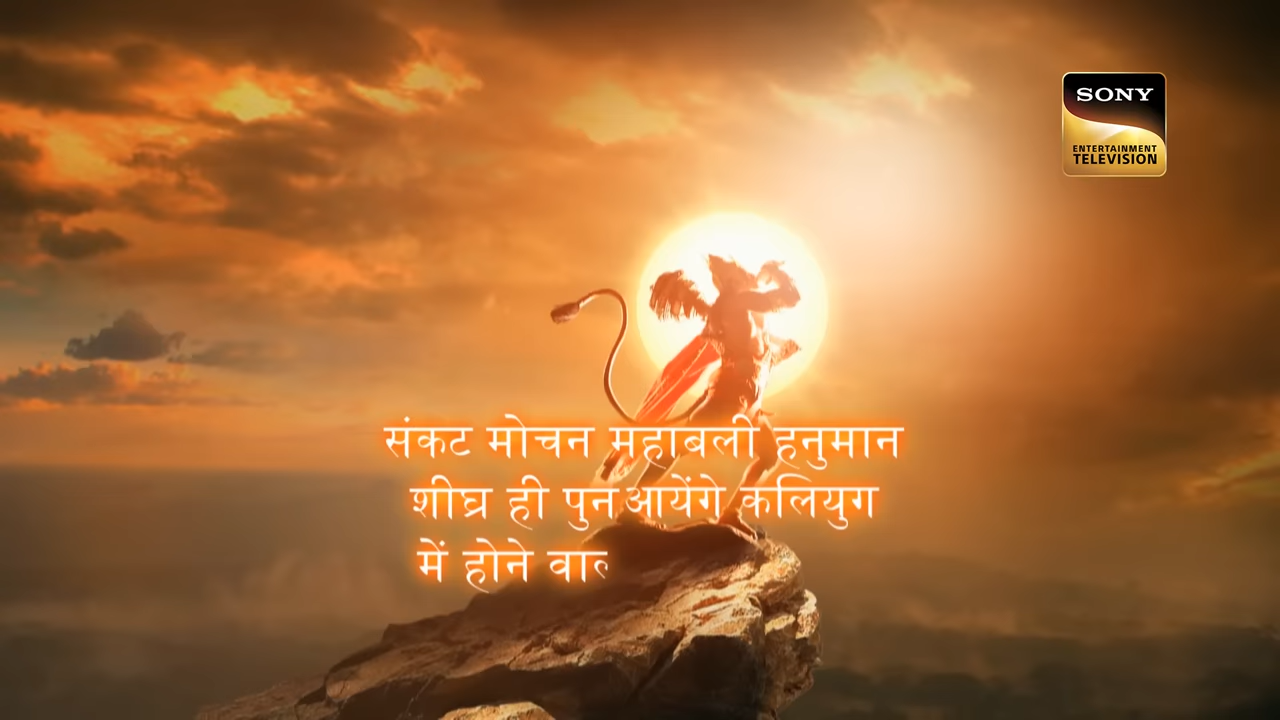 SONY
ENTERTAINMENT
TELEVISION
संकट मोचन महाबली हनुमान
शीघ्र ही पुन आयेंगे कलियुग
में होने